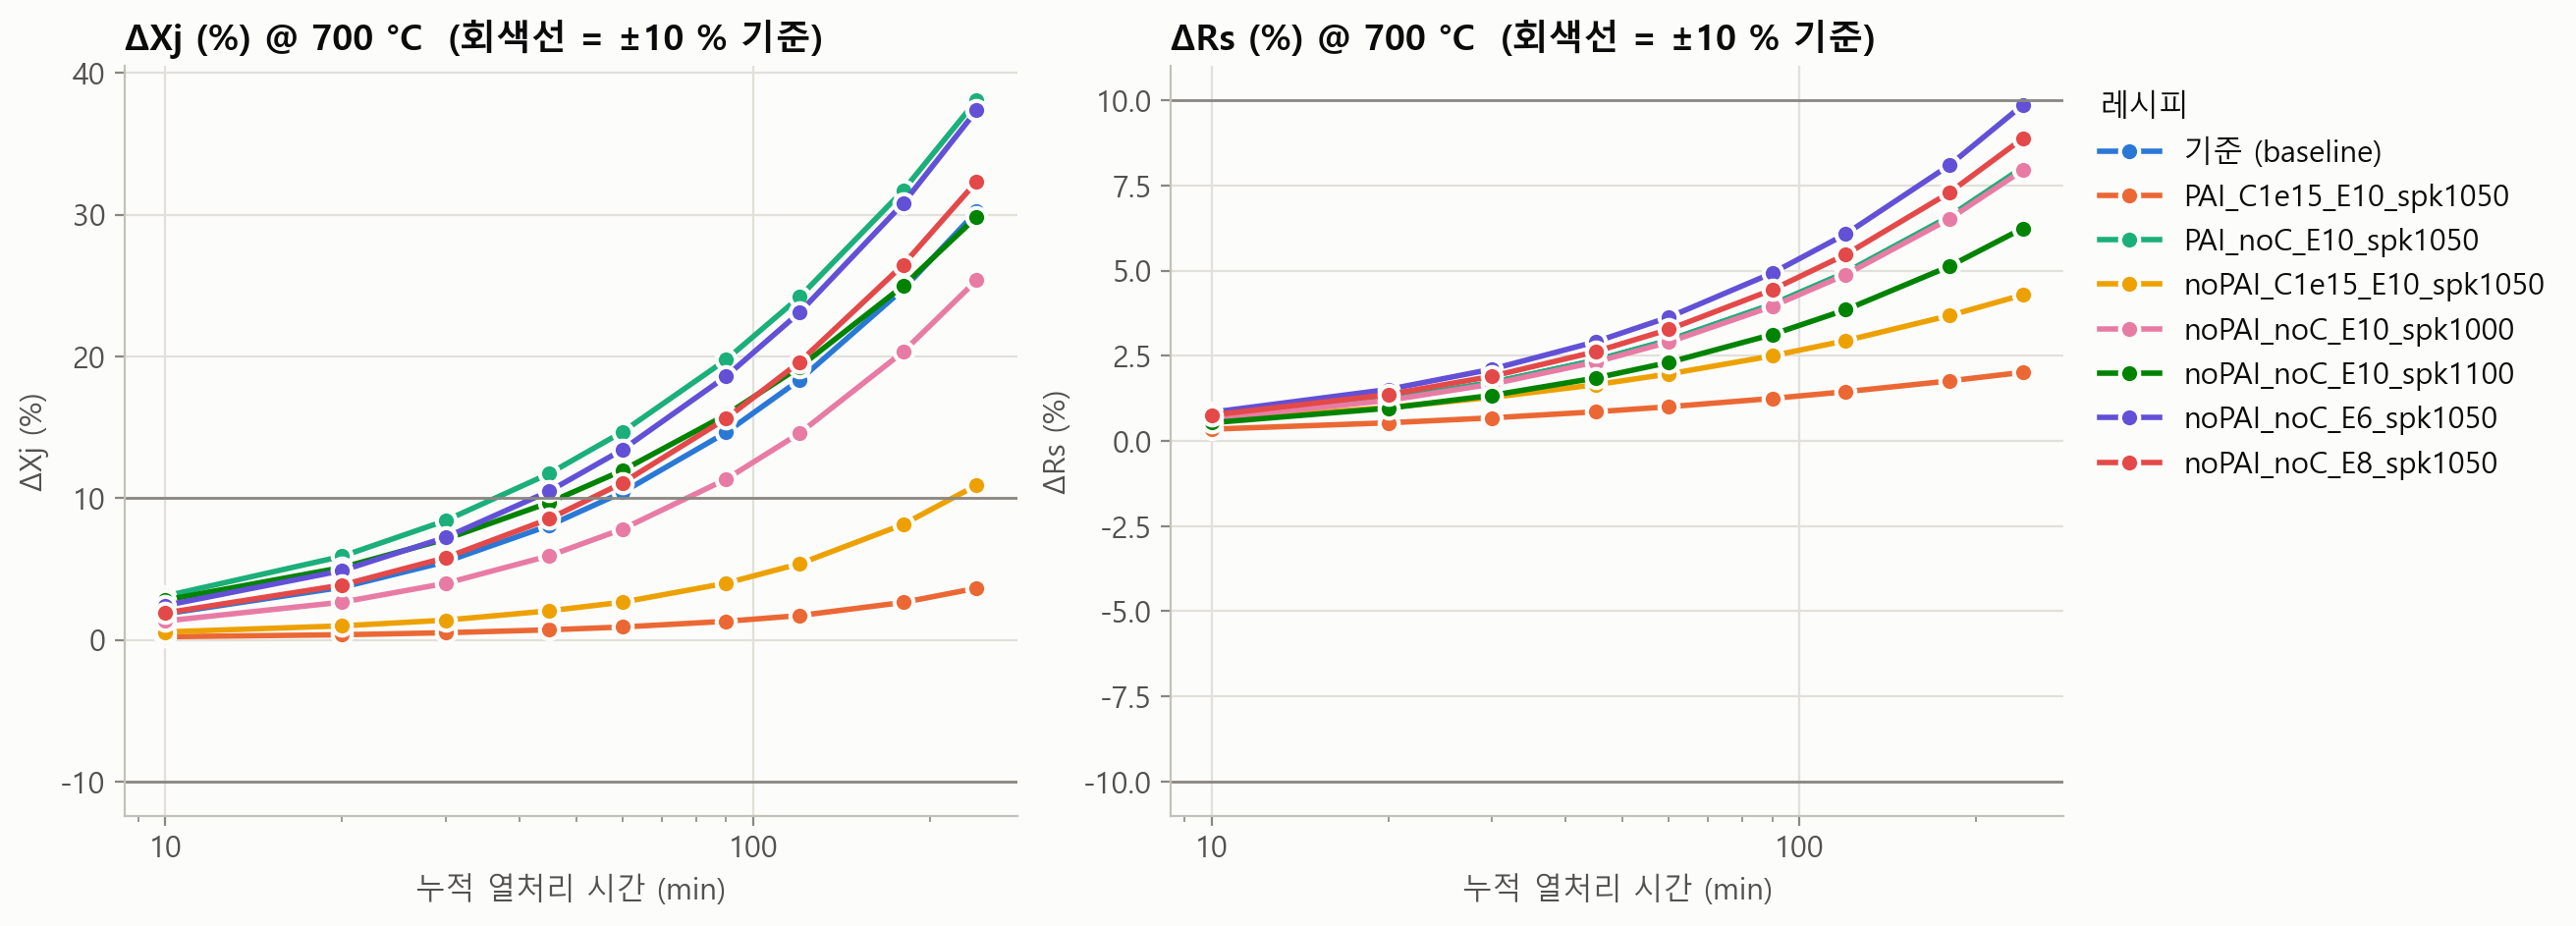 ΔXj (%) @ 700 °C (회색선 = ±10 % 기준)
40
30
20
10
0
-10
ΔXj (%)
10
100
누적 열처리 시간 (min)
ΔRs (%) @ 700 °C (회색선 = ±10 % 기준)
10.0
7.5
5.0
2.5
0.0
-2.5
-5.0
-7.5
-10.0
ΔRs (%)
10
100
누적 열처리 시간 (min)
레시피
기준 (baseline)
PAI_C1e15_E10_spk1050
PAI_noC_E10_spk1050
noPAI_C1e15_E10_spk1050
noPAI_noC_E10_spk1000
noPAI_noC_E10_spk1100
noPAI_noC_E6_spk1050
noPAI_noC_E8_spk1050